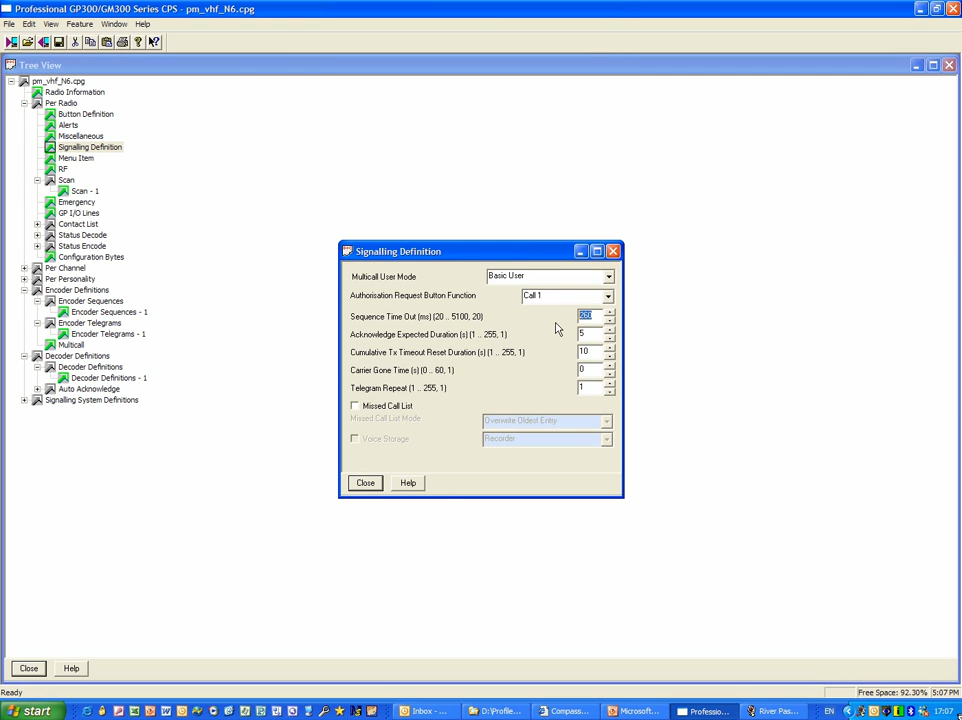 Professional GP300/GM300 Series CPS - pm_vhf_N6.cpg
File Edit View Feature Window Help
Tree View
pm_vhf_N6.cpg
Radio Information
Per Radio
Button Definition
Alerts
Miscellaneous
Signalling Definition
Menu Item
RF
Scan
Scan - 1
Emergency
GP I/O Lines
Contact List
Status Decode
Status Encode
Configuration Bytes
Per Channel
Per Personality
Encoder Definitions
Encoder Sequences
Encoder Sequences - 1
Encoder Telegrams
Encoder Telegrams - 1
Multicall
Decoder Definitions
Decoder Definitions
Decoder Definitions - 1
Auto Acknowledge
Signalling System Definitions
Signalling Definition
Multicall User Mode Basic User
Authorisation Request Button Function Call 1
Sequence Time Out (ms) (20 .. 5100, 20) 260
Acknowledge Expected Duration (s) (1 .. 255, 1) 5
Cumulative Tx Timeout Reset Duration (s) (1 .. 255, 1) 10
Carrier Gone Time (s) (0 .. 60, 1) 0
Telegram Repeat (1 .. 255, 1) 1
Missed Call List
Missed Call List Mode Overwrite Oldest Entry
Voice Storage Recorder
Close Help
Close Help
Ready Free Space: 92.30% 5:07 PM
start Inbox - ... D:\Profile... Compass... Microsoft... Professio... River Pas... EN 17:07